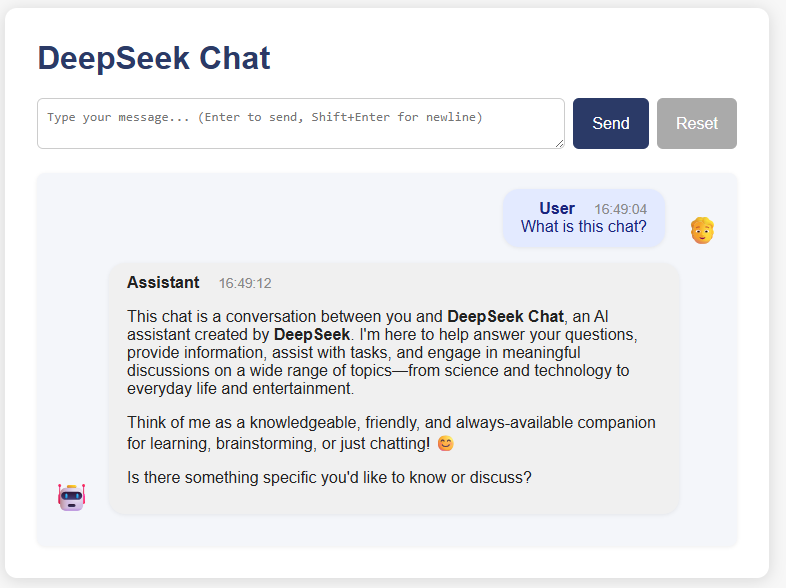 DeepSeek Chat
Type your message... (Enter to send, Shift+Enter for newline)
Send
Reset
User 16:49:04
What is this chat?
Assistant 16:49:12
This chat is a conversation between you and DeepSeek Chat, an AI
assistant created by DeepSeek. I'm here to help answer your questions,
provide information, assist with tasks, and engage in meaningful
discussions on a wide range of topics—from science and technology to
everyday life and entertainment.
Think of me as a knowledgeable, friendly, and always-available companion
for learning, brainstorming, or just chatting! 😊
Is there something specific you'd like to know or discuss?